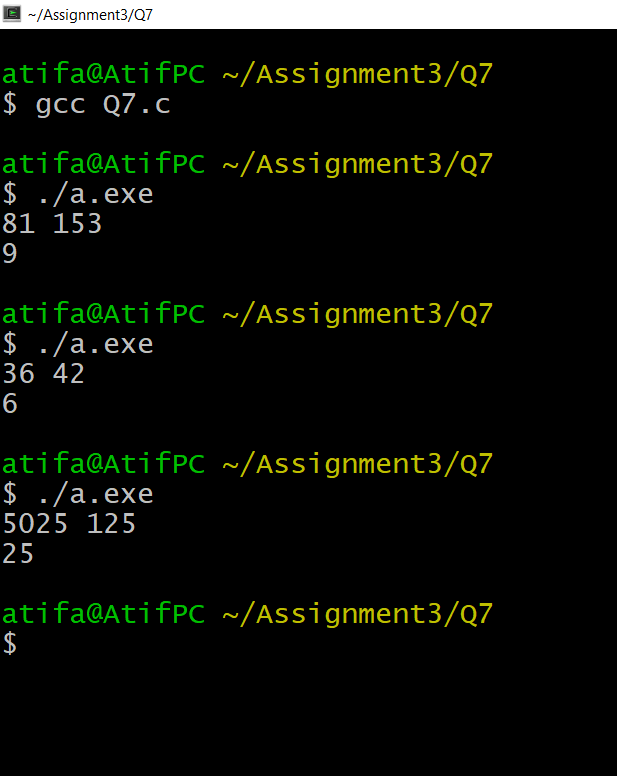 ~/Assignment3/Q7
atifa@AtifPC ~/Assignment3/Q7
$ gcc Q7.c
atifa@AtifPC ~/Assignment3/Q7
$ ./a.exe
81 153
9
atifa@AtifPC ~/Assignment3/Q7
$ ./a.exe
36 42
6
atifa@AtifPC ~/Assignment3/Q7
$ ./a.exe
5025 125
25
atifa@AtifPC ~/Assignment3/Q7
$